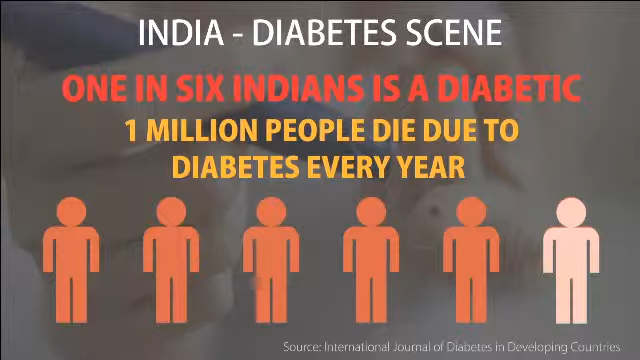 INDIA - DIABETES SCENE
ONE IN SIX INDIANS IS A DIABETIC
1 MILLION PEOPLE DIE DUE TO
DIABETES EVERY YEAR
Source: International Journal of Diabetes in Developing Countries